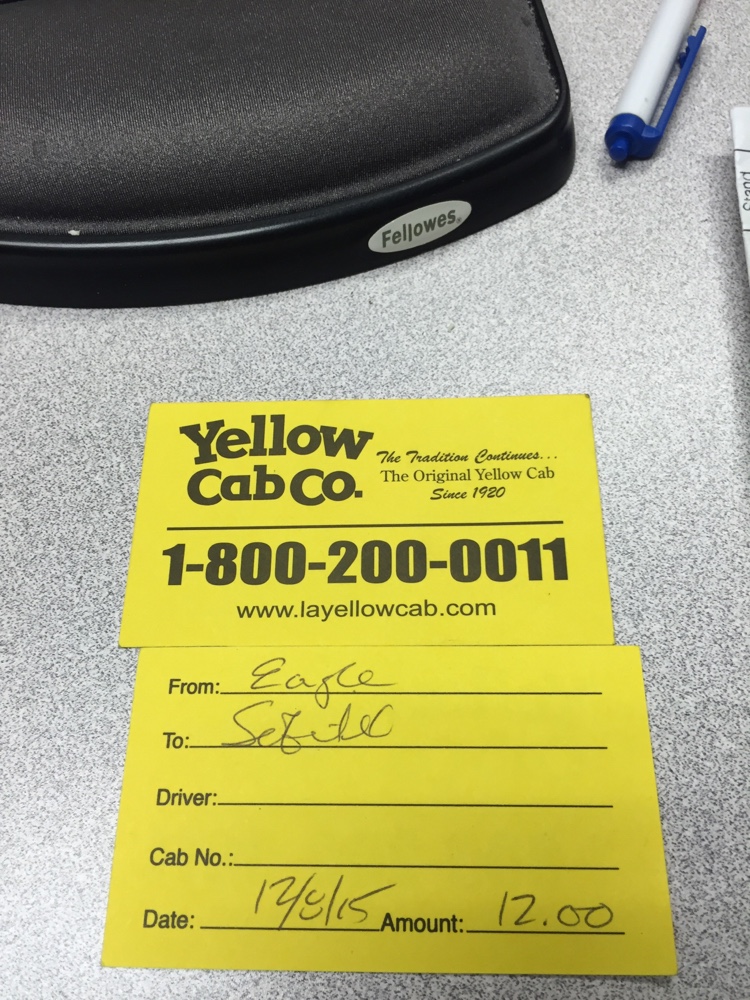 Fellowes
Stand
Yellow
Cab Co.
The Tradition Continues...
The Original Yellow Cab
Since 1920
1-800-200-0011
www.layellowcab.com
From: Eagle
To:
Driver:
Cab No.:
Date: 12/8/15 Amount: 12.00